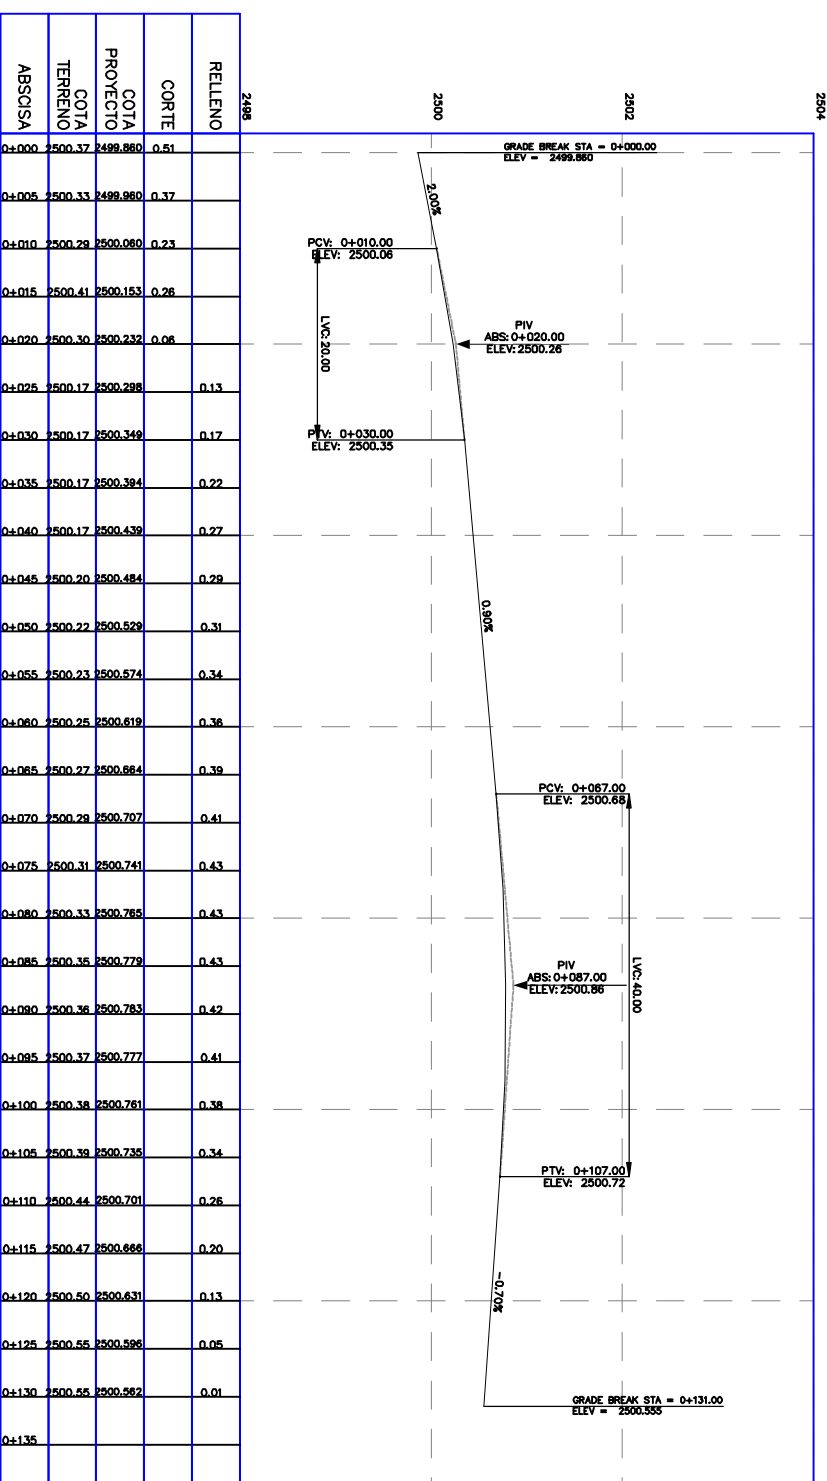 2498
2500
2502
2504
ABSCISA
COTA
TERRENO
COTA
PROYECTO
CORTE
RELLENO
0+000 2500.37 2499.860 0.51
0+005 2500.33 2499.960 0.37
0+010 2500.29 2500.060 0.23
0+015 2500.41 2500.153 0.26
0+020 2500.30 2500.232 0.06
0+025 2500.17 2500.298 0.13
0+030 2500.17 2500.349 0.17
0+035 2500.17 2500.394 0.22
0+040 2500.17 2500.439 0.27
0+045 2500.20 2500.484 0.29
0+050 2500.22 2500.529 0.31
0+055 2500.23 2500.574 0.34
0+060 2500.25 2500.619 0.36
0+065 2500.27 2500.664 0.39
0+070 2500.29 2500.707 0.41
0+075 2500.31 2500.741 0.43
0+080 2500.33 2500.765 0.43
0+085 2500.35 2500.779 0.43
0+090 2500.36 2500.783 0.42
0+095 2500.37 2500.777 0.41
0+100 2500.38 2500.761 0.38
0+105 2500.39 2500.735 0.34
0+110 2500.44 2500.701 0.26
0+115 2500.47 2500.666 0.20
0+120 2500.50 2500.631 0.13
0+125 2500.55 2500.596 0.05
0+130 2500.55 2500.562 0.01
0+135
GRADE BREAK STA = 0+000.00
ELEV = 2499.860
2.00%
PCV: 0+010.00
ELEV: 2500.06
LVC: 20.00
PIV
ABS: 0+020.00
ELEV: 2500.26
PTV: 0+030.00
ELEV: 2500.35
0.90%
PCV: 0+067.00
ELEV: 2500.68
PIV
ABS: 0+087.00
ELEV: 2500.86
LVC: 40.00
PTV: 0+107.00
ELEV: 2500.72
-0.70%
GRADE BREAK STA = 0+131.00
ELEV = 2500.555